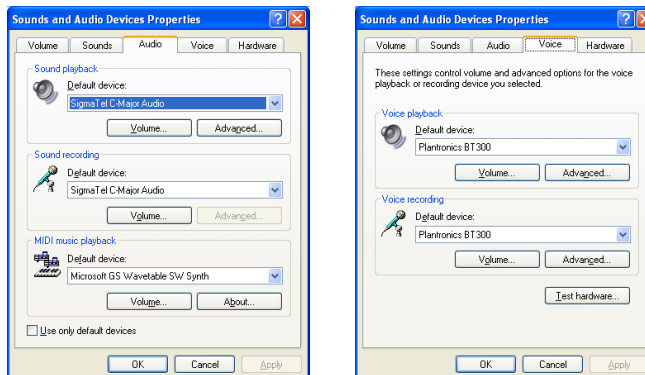 Sounds and Audio Devices Properties
Volume Sounds Audio Voice Hardware
Sound playback
Default device:
SigmaTel C-Major Audio
Volume... Advanced...
Sound recording
Default device:
SigmaTel C-Major Audio
Volume... Advanced...
MIDI music playback
Default device:
Microsoft GS Wavetable SW Synth
Volume... About...
Use only default devices
OK Cancel Apply
Sounds and Audio Devices Properties
Volume Sounds Audio Voice Hardware
These settings control volume and advanced options for the voice
playback or recording device you selected.
Voice playback
Default device:
Plantronics BT300
Volume... Advanced...
Voice recording
Default device:
Plantronics BT300
Volume... Advanced...
Test hardware...
OK Cancel Apply